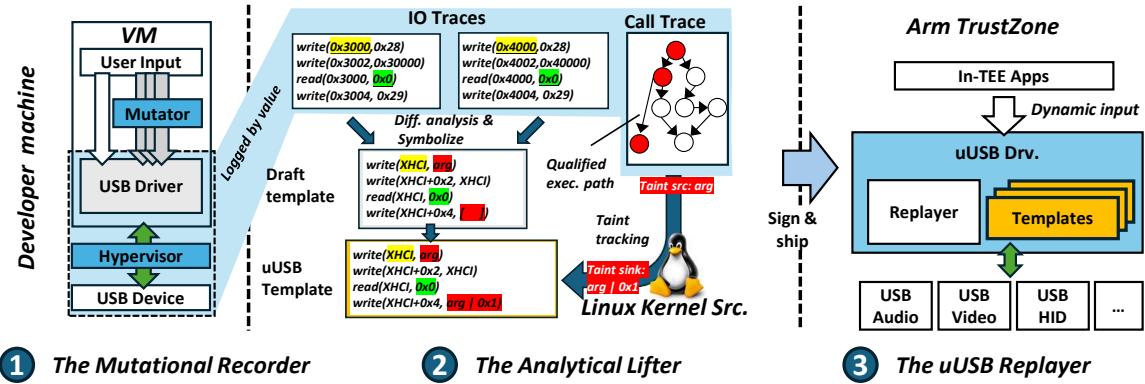 Developer machine
VM
User Input
Mutator
USB Driver
Hypervisor
USB Device
Logged by value
IO Traces
write(0x3000,0x28)
write(0x3002,0x30000)
read(0x3000, 0x0)
write(0x3004, 0x29)
write(0x4000,0x28)
write(0x4002,0x40000)
read(0x4000, 0x0)
write(0x4004, 0x29)
Call Trace
Diff. analysis &
Symbolize
Draft
template
write(XHCI, arg)
write(XHCI+0x2, XHCI)
read(XHCI, 0x0)
write(XHCI+0x4, [ ])
Qualified
exec. path
Taint src: arg
Taint
tracking
uUSB
Template
write(XHCI, arg)
write(XHCI+0x2, XHCI)
read(XHCI, 0x0)
write(XHCI+0x4, arg | 0x1)
Taint sink:
arg | 0x1
Linux Kernel Src.
Sign &
ship
Arm TrustZone
In-TEE Apps
Dynamic input
uUSB Drv.
Replayer
Templates
USB
Audio
USB
Video
USB
HID
...
1 The Mutational Recorder
2 The Analytical Lifter
3 The uUSB Replayer